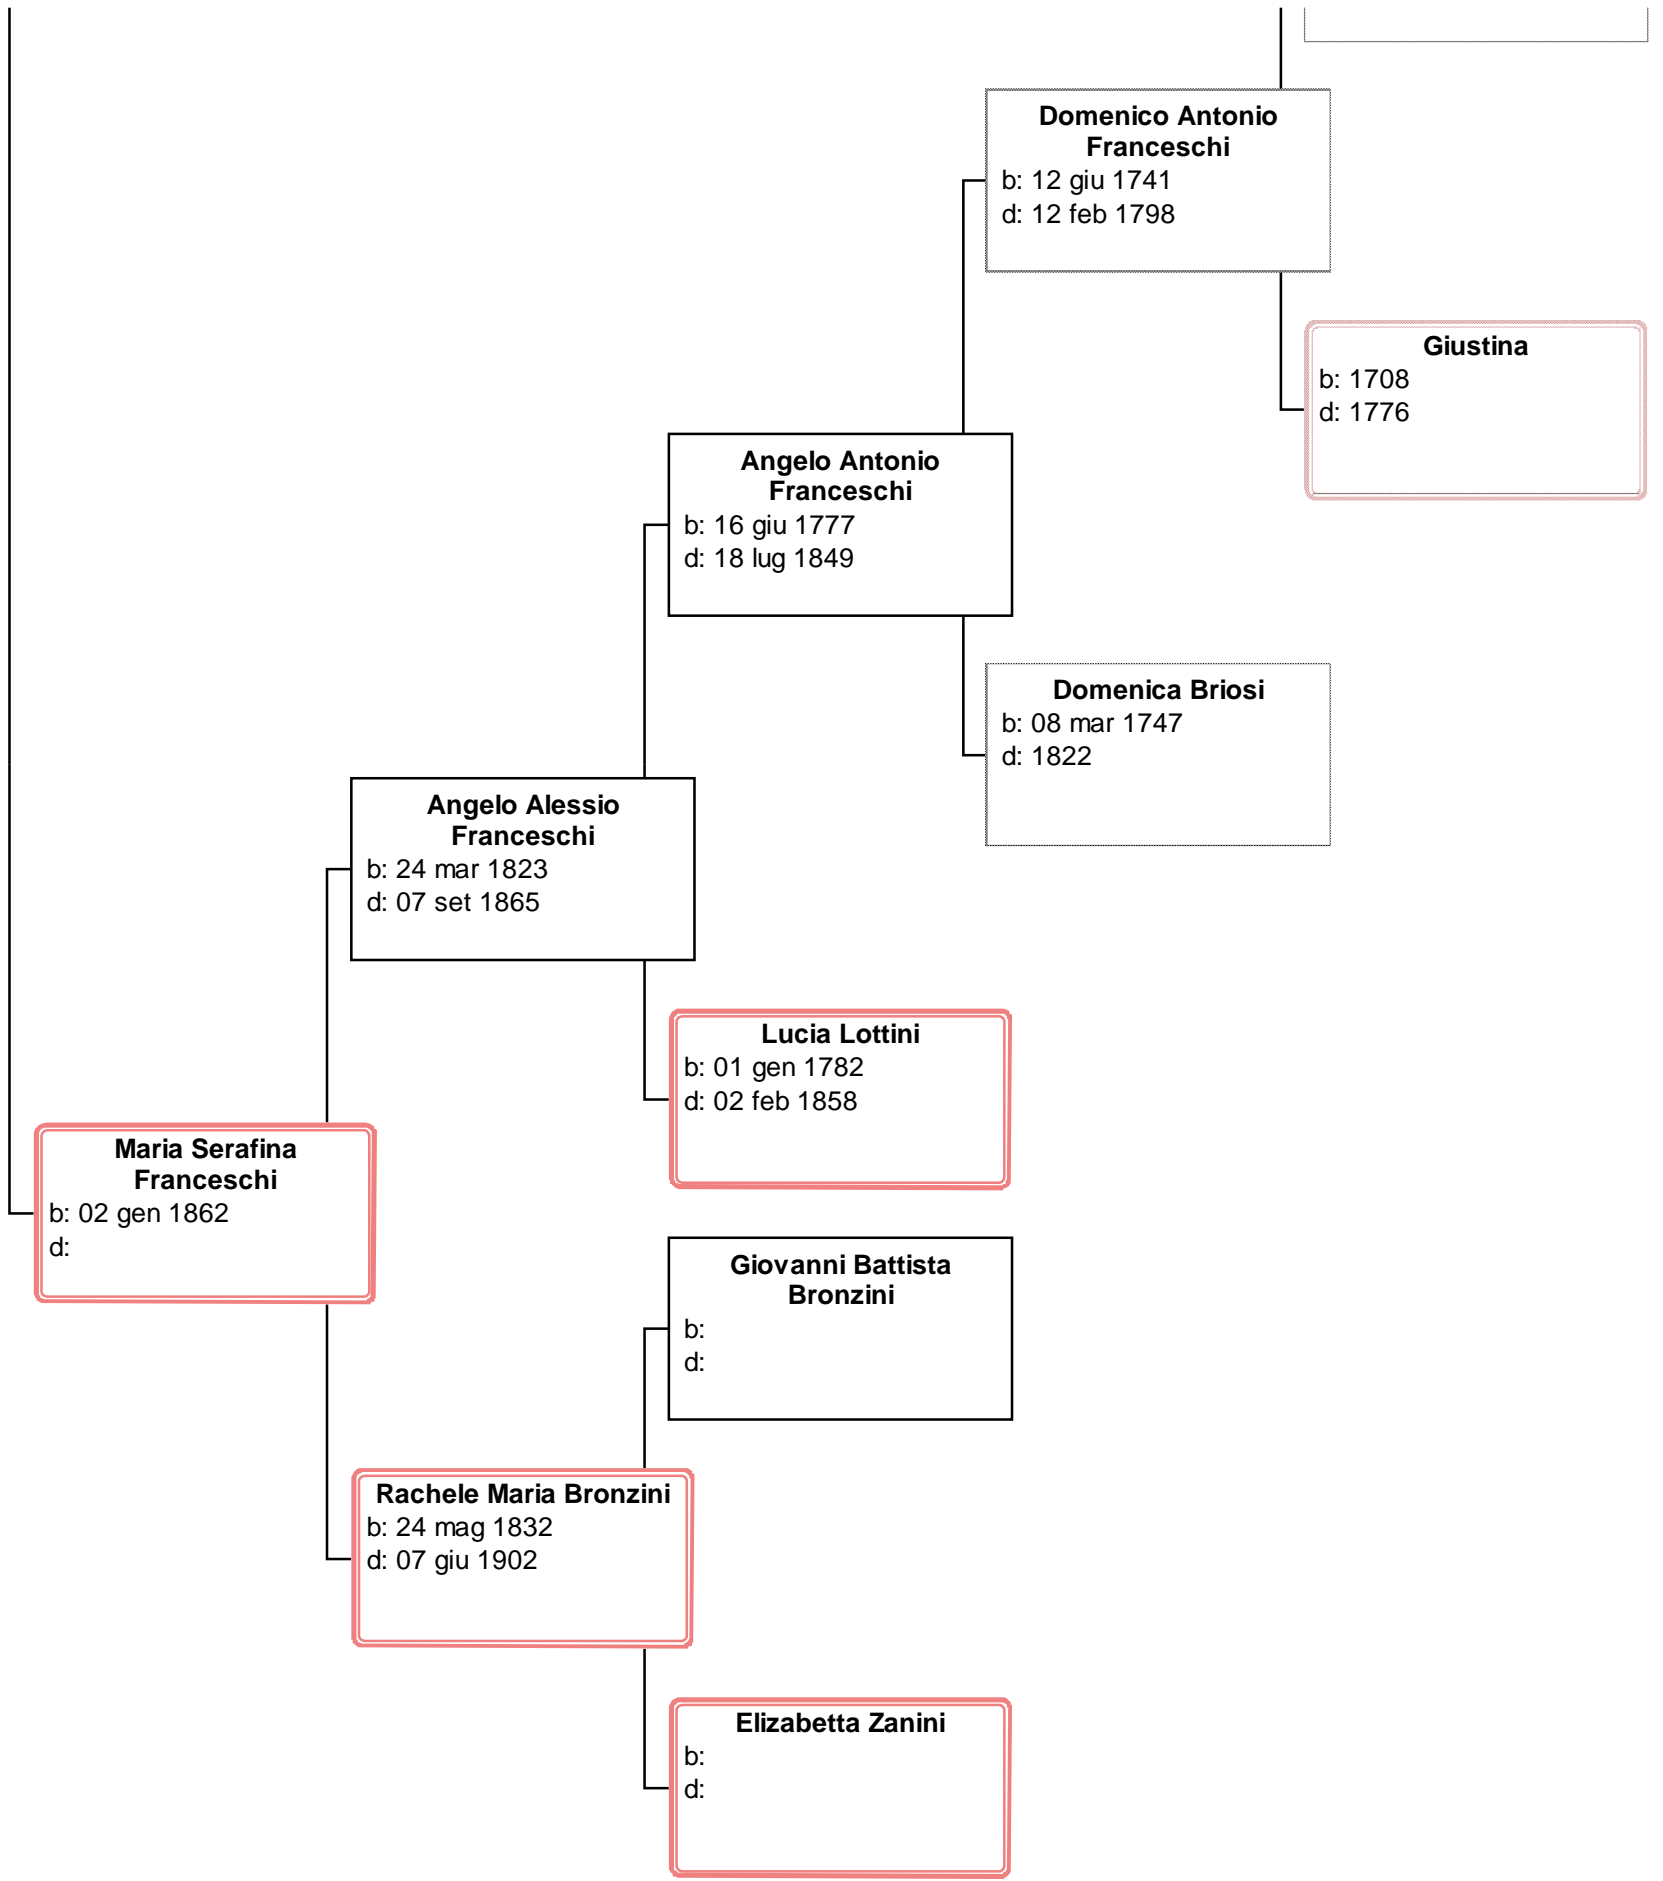 Domenico Antonio
Franceschi
b: 12 giu 1741
d: 12 feb 1798
Giustina
b: 1708
d: 1776
Angelo Antonio
Franceschi
b: 16 giu 1777
d: 18 lug 1849
Domenica Briosi
b: 08 mar 1747
d: 1822
Angelo Alessio
Franceschi
b: 24 mar 1823
d: 07 set 1865
Lucia Lottini
b: 01 gen 1782
d: 02 feb 1858
Maria Serafina
Franceschi
b: 02 gen 1862
d:
Giovanni Battista
Bronzini
b:
d:
Rachele Maria Bronzini
b: 24 mag 1832
d: 07 giu 1902
Elizabetta Zanini
b:
d: